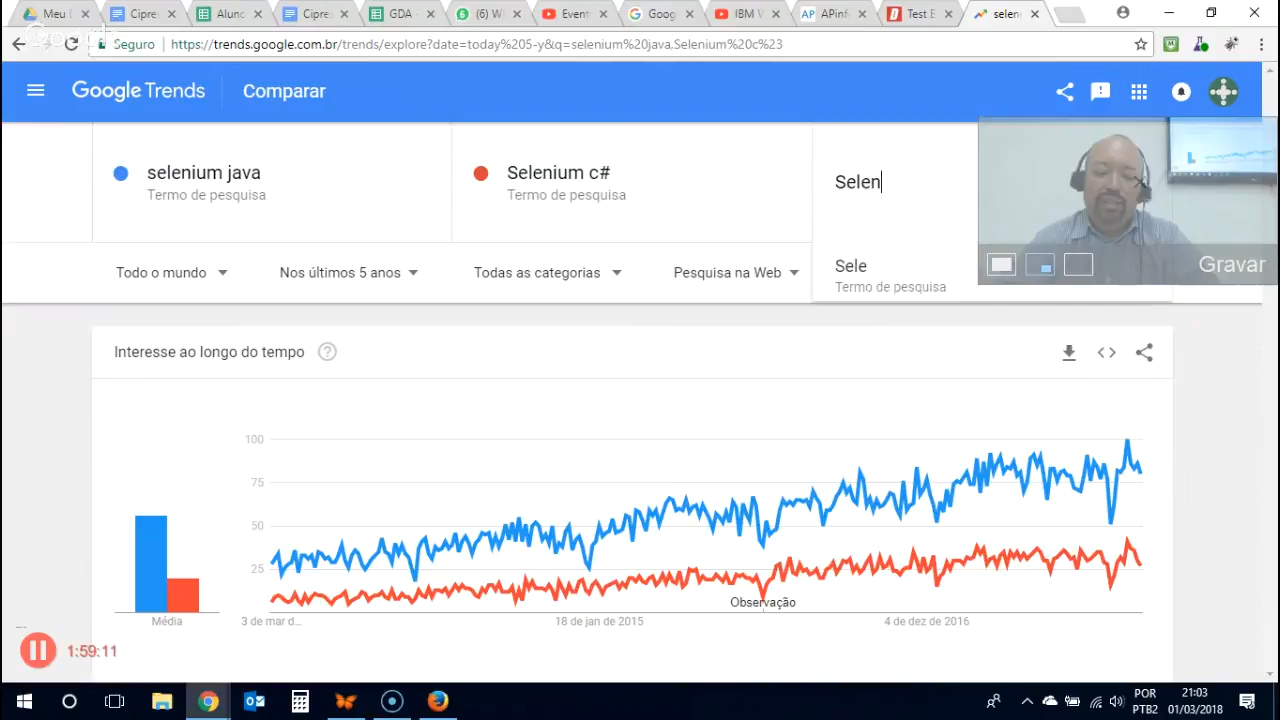 Meu D
Cipre
Aluno
Cipre
GDA -
(6) W
Event
Goog
IBM W
APinf
Test E
selen
Seguro
https://trends.google.com.br/trends/explore?date=today%205-y&q=selenium%20java,Selenium%20c%23
Google Trends
Comparar
selenium java
Termo de pesquisa
Selenium c#
Termo de pesquisa
Selen
Sele
Termo de pesquisa
Gravar
Todo o mundo
Nos últimos 5 anos
Todas as categorias
Pesquisa na Web
Interesse ao longo do tempo
100
75
50
25
Observação
Média
3 de mar d...
18 de jan de 2015
4 de dez de 2016
1:59:11
POR
PTB2
21:03
01/03/2018